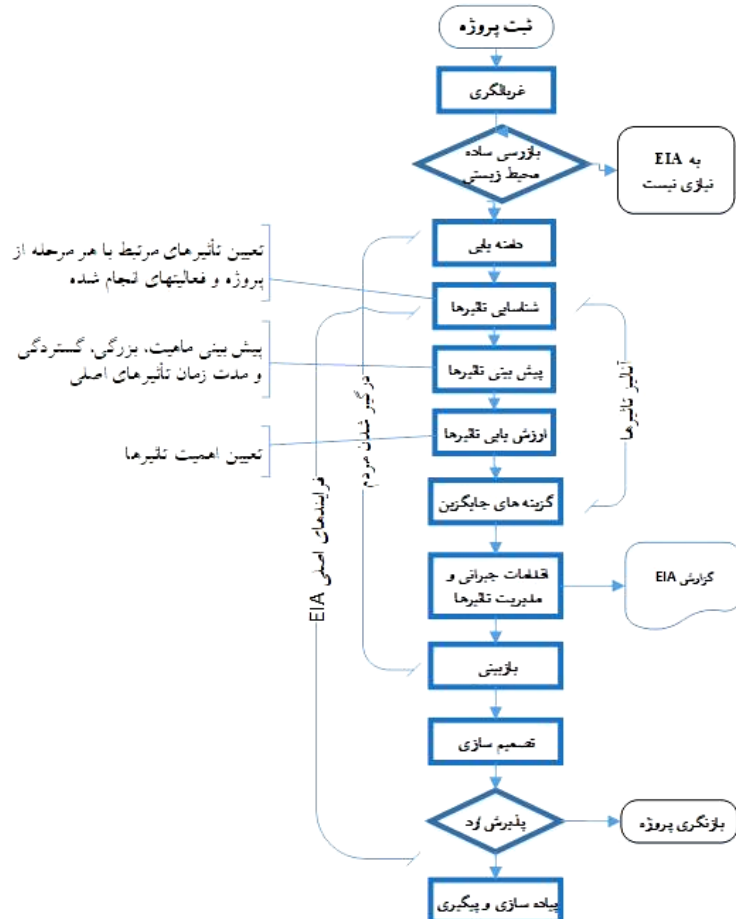 ثبت پروژه
غربالگری
بازرسی ساده
محیط زیستی
به EIA
نیازی نیست
دامنه یابی
تعیین تأثیرهای مرتبط با هر مرحله از
پروژه و فعالیتهای انجام شده
شناسایی تاثیرها
پیش بینی ماهیت، بزرگی، گستردگی
و مدت زمان تأثیرهای اصلی
پیش بینی تاثیرها
آنالیز تاثیرها
ارزش یابی تاثیرها
تعیین اهمیت تاثیرها
درگیر شدن مردم
فرایندهای اصلی EIA
گزینه های جایگزین
اقدامات جبرانی و
مدیریت تاثیرها
گزارش EIA
بازبینی
تصمیم سازی
پذیرش /رد
بازنگری پروژه
پیاده سازی و پیگیری